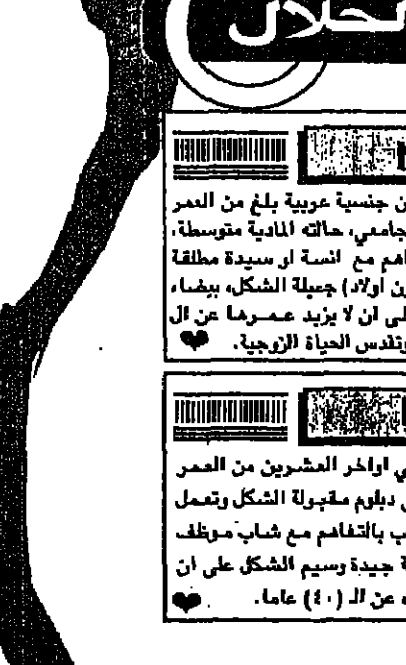 الحلال
ن جنسية عربية بلغ من العمر
جامعي، حالته المادية متوسطة،
اهم مع انسة او سيدة مطلقة
ن اولاد) جميلة الشكل، بيضاء،
لى ان لا يزيد عمرها عن ال
وتقدس الحياة الزوجية.
ي اواخر العشرين من العمر
ى دبلوم مقبولة الشكل وتعمل
ب بالتفاهم مع شاب موظف
ة جيدة وسيم الشكل على ان
ه عن الـ (٤٠) عاما.